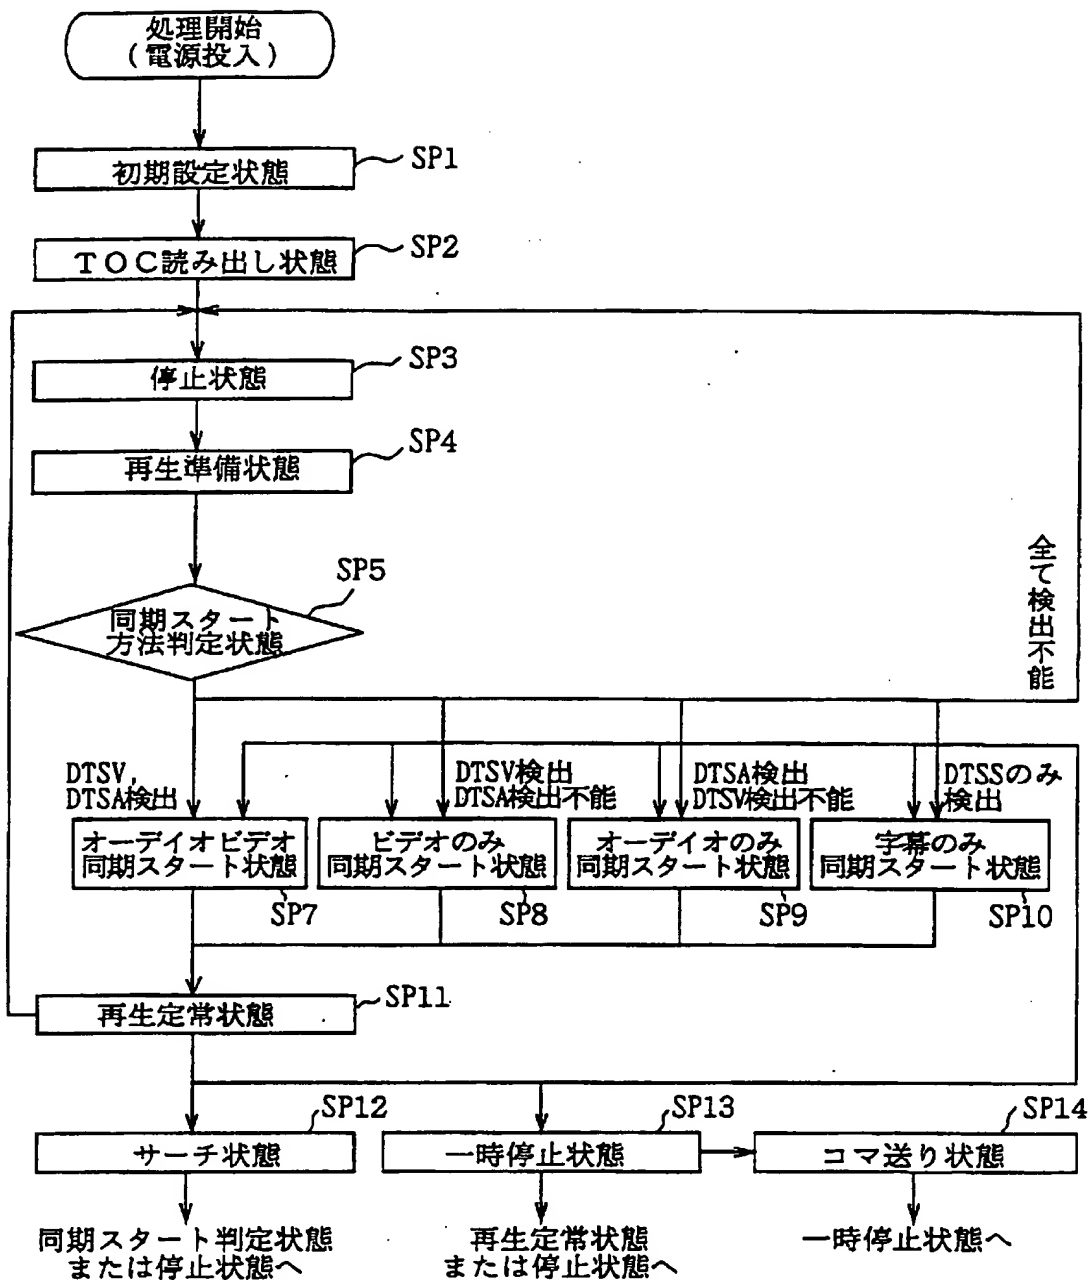 処理開始
(電源投入)
SP1
初期設定状態
SP2
TOC読み出し状態
SP3
停止状態
SP4
再生準備状態
全て検出不能
SP5
同期スタート
方法判定状態
DTSV,
DTSA検出
DTSV検出
DTSA検出不能
DTSA検出
DTSV検出不能
DTSSのみ
検出
オーデイオビデオ
同期スタート状態
ビデオのみ
同期スタート状態
オーデイオのみ
同期スタート状態
字幕のみ
同期スタート状態
SP7
SP8
SP9
SP10
SP11
再生定常状態
SP12
SP13
SP14
サーチ状態
一時停止状態
コマ送り状態
同期スタート判定状態
または停止状態へ
再生定常状態
または停止状態へ
一時停止状態へ